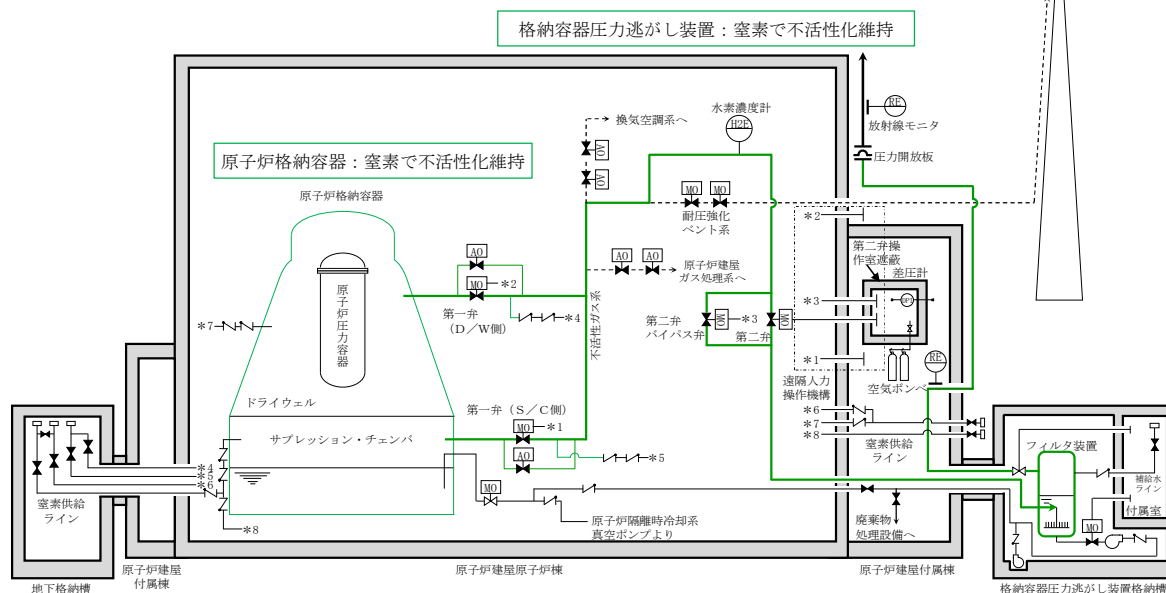 格納容器圧力逃がし装置：窒素で不活性化維持
水素濃度計
H2E
RE
放射線モニタ
圧力開放板
換気空調系へ
AO
AO
原子炉格納容器：窒素で不活性化維持
原子炉格納容器
MO
MO
耐圧強化
ベント系
*2
第二弁操
作室遮蔽
差圧計
DPI
AO
MO
*2
*4
第一弁
（D／W側）
AO
AO
原子炉建屋
ガス処理系へ
不活性ガス系
原子炉圧力容器
*7
MO
*3
第二弁
バイパス弁
MO
第二弁
*3
*1
RE
遠隔人力
操作機構
空気ボンベ
*6
*7
*8
窒素供給
ライン
ドライウェル
サプレッション・チェンバ
第一弁（S／C側）
MO
*1
AO
*5
*4
*5
*6
*8
窒素供給
ライン
MO
原子炉隔離時冷却系
真空ポンプより
廃棄物
処理設備へ
フィルタ装置
補給水
ライン
付属室
MO
地下格納槽
原子炉建屋
付属棟
原子炉建屋原子炉棟
原子炉建屋付属棟
格納容器圧力逃がし装置格納槽